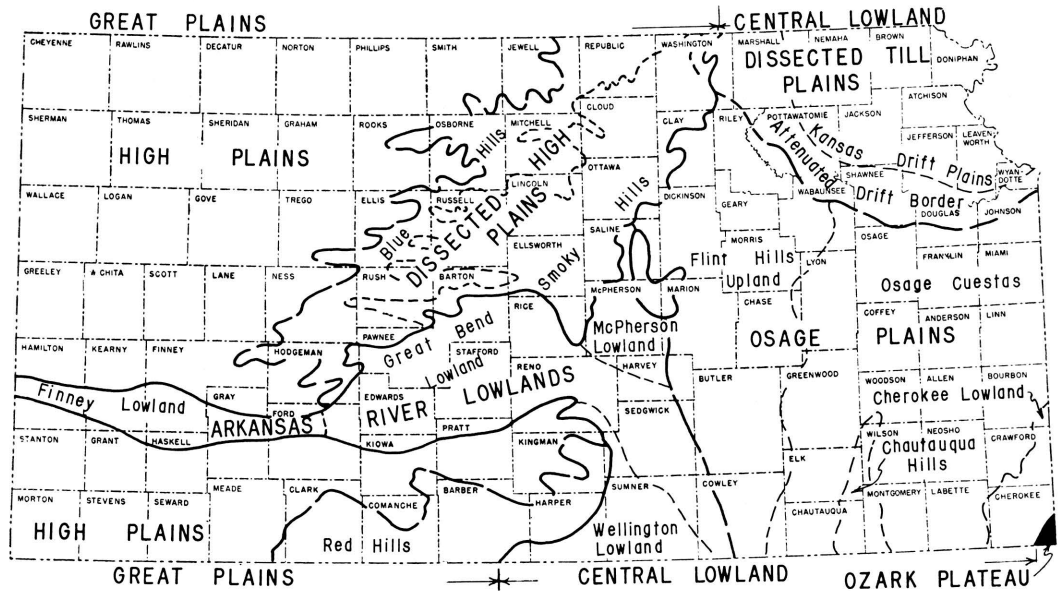 GREAT PLAINS
CENTRAL LOWLAND
CHEYENNE RAWLINS DECATUR NORTON PHILLIPS SMITH JEWELL REPUBLIC WASHINGTON MARSHALL NEMAHA BROWN
DISSECTED TILL
PLAINS
DONIPHAN
ATCHISON
CLOUD
SHERMAN THOMAS SHERIDAN GRAHAM ROOKS OSBORNE MITCHELL CLAY RILEY POTTAWATOMIE JACKSON
JEFFERSON LEAVEN
WORTH
HIGH PLAINS
Hills
HIGH
Attenuated
Kansas
Drift Plains
OTTAWA
SHAWNEE
WYAN-
DOTTE
WALLACE LOGAN GOVE TREGO ELLIS RUSSELL LINCOLN
DISSECTED
PLAINS
Hills
DICKINSON
GEARY
WABAUNSEE
Drift Border
DOUGLAS JOHNSON
Blue
ELLSWORTH
SALINE
MORRIS
OSAGE
Smoky
Flint Hills
Upland
LYON
FRANKLIN MIAMI
GREELEY WICHITA SCOTT LANE NESS RUSH BARTON
RICE
McPHERSON MARION
CHASE
Osage Cuestas
COFFEY ANDERSON LINN
PAWNEE
Great Bend
Lowland
McPherson
Lowland
OSAGE PLAINS
HAMILTON KEARNY FINNEY HODGEMAN STAFFORD
RENO HARVEY BUTLER GREENWOOD WOODSON ALLEN BOURBON
Finney Lowland
GRAY FORD
EDWARDS
LOWLANDS
RIVER
ARKANSAS
SEDGWICK
Cherokee Lowland
STANTON GRANT HASKELL KIOWA PRATT KINGMAN
WILSON NEOSHO CRAWFORD
Chautauqua
Hills
ELK
MORTON STEVENS SEWARD MEADE CLARK COMANCHE BARBER HARPER SUMNER COWLEY
CHAUTAUQUA
MONTGOMERY LABETTE CHEROKEE
HIGH PLAINS
Red Hills
Wellington
Lowland
GREAT PLAINS
CENTRAL LOWLAND
OZARK PLATEAU